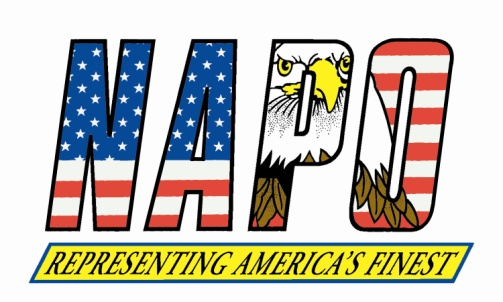 NAPO
REPRESENTING AMERICA'S FINEST